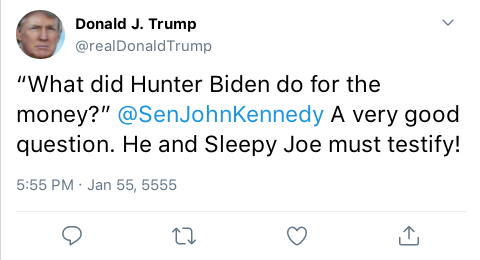 Donald J. Trump
@realDonaldTrump
“What did Hunter Biden do for the
money?” @SenJohnKennedy A very good
question. He and Sleepy Joe must testify!
5:55 PM · Jan 55, 5555